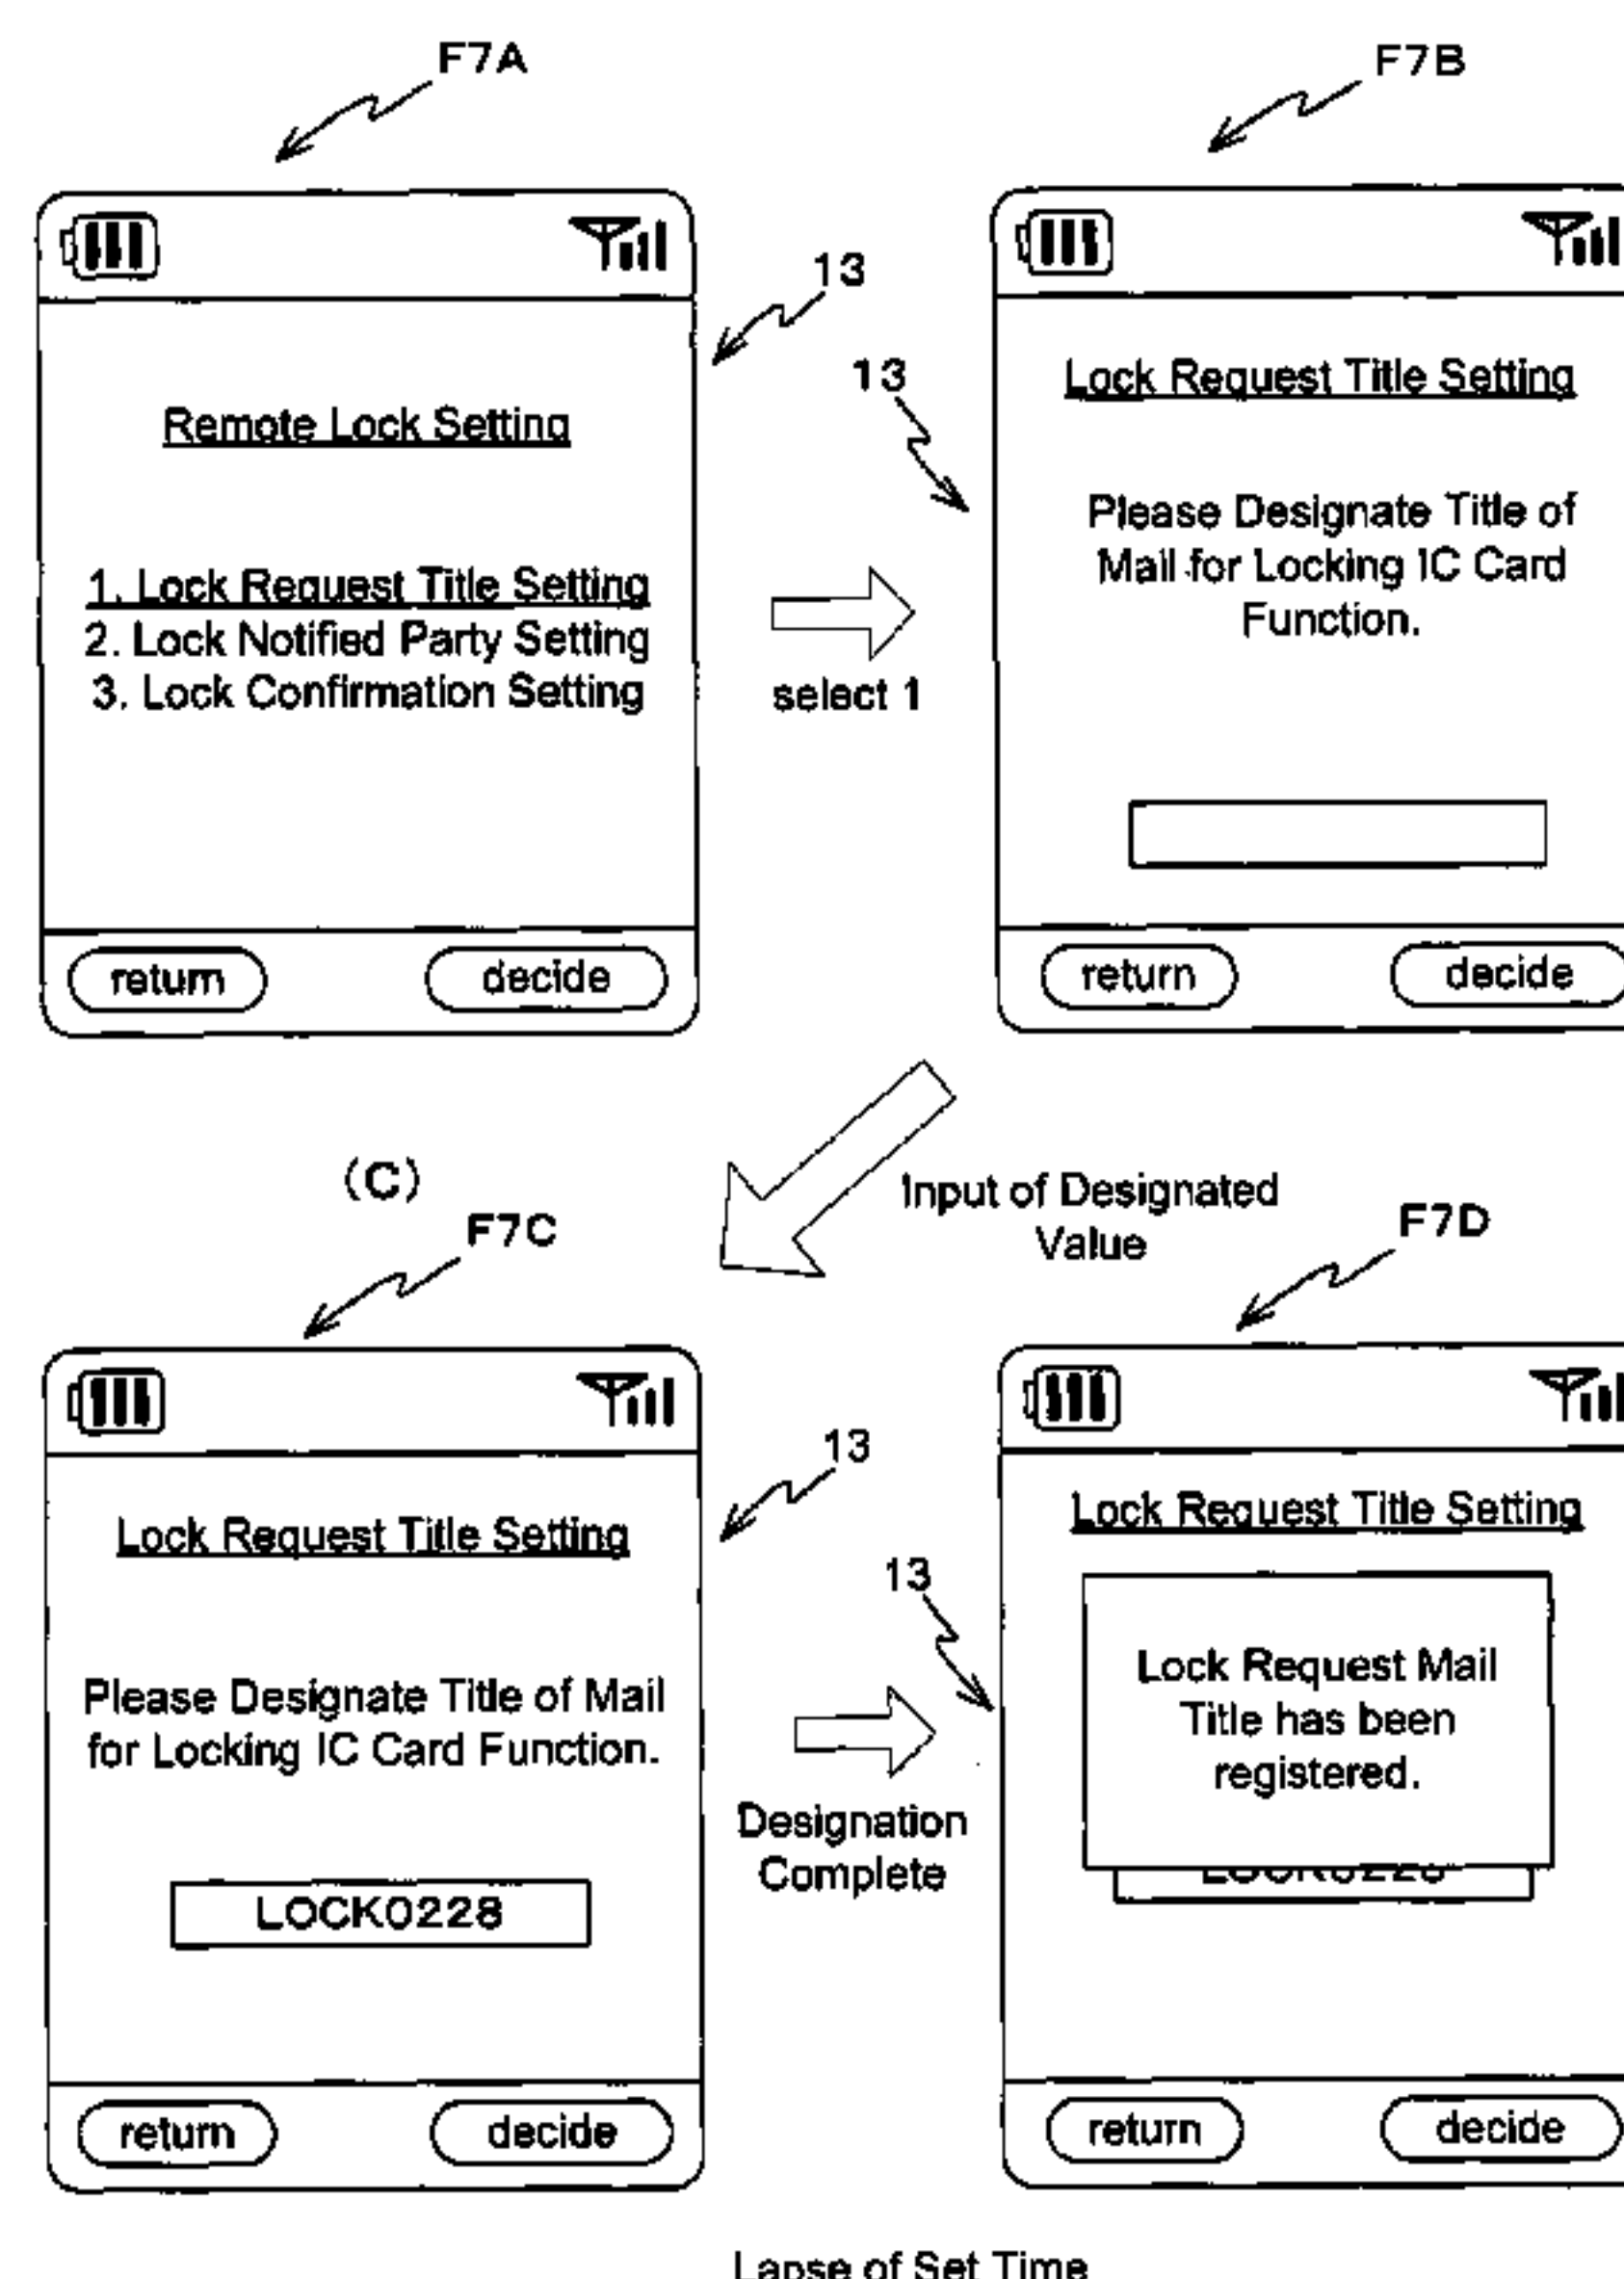 F7A
F7B
13
13
Remote Lock Setting
1. Lock Request Title Setting
2. Lock Notified Party Setting
3. Lock Confirmation Setting
select 1
Lock Request Title Setting
Please Designate Title of
Mail for Locking IC Card
Function.
return
decide
return
decide
(C)
Input of Designated
Value
F7C
F7D
13
Lock Request Title Setting
Please Designate Title of Mail
for Locking IC Card Function.
LOCK0228
Designation
Complete
13
Lock Request Title Setting
Lock Request Mail
Title has been
registered.
LOCK0228
return
decide
return
decide
Lapse of Set Time